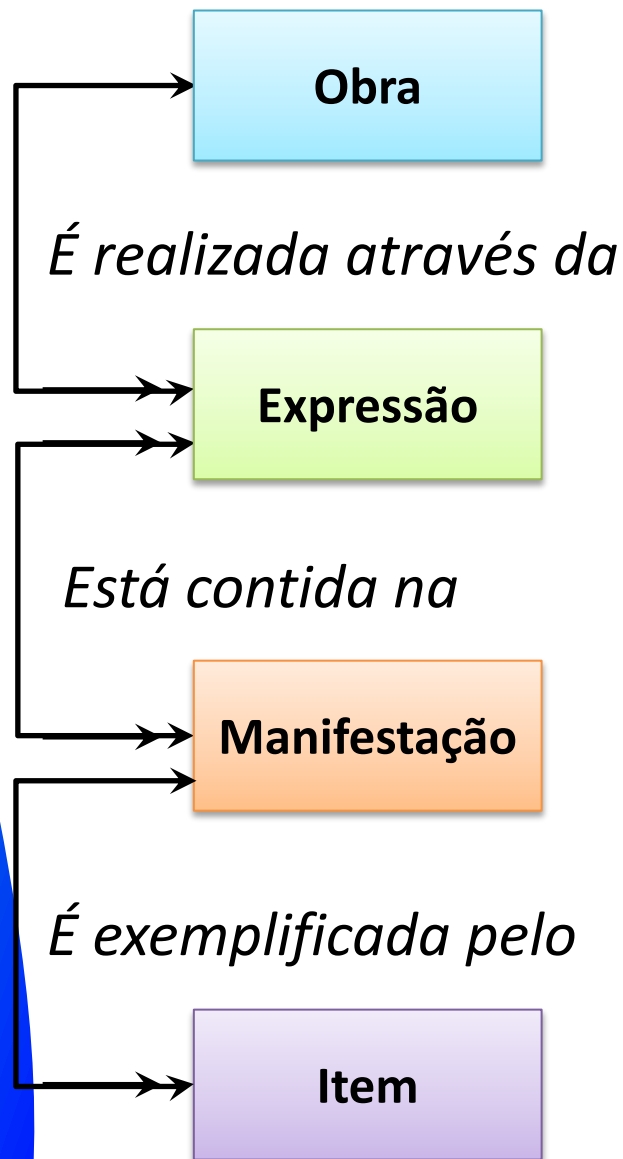 Obra
É realizada através da
Expressão
Está contida na
Manifestação
É exemplificada pelo
Item